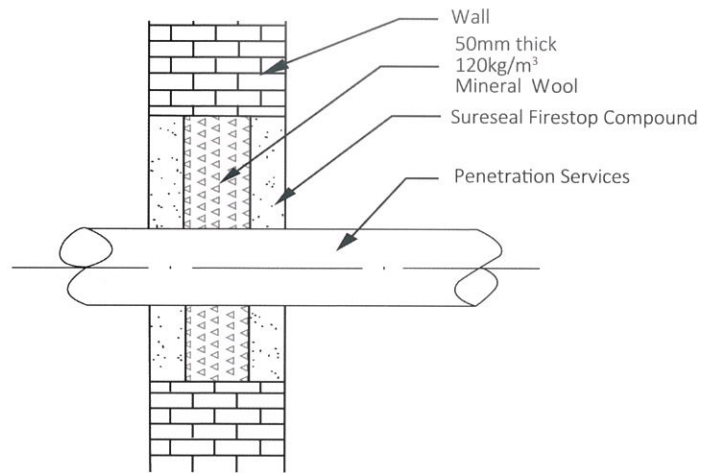 Wall
50mm thick
120kg/m³
Mineral Wool
Sureseal Firestop Compound
Penetration Services